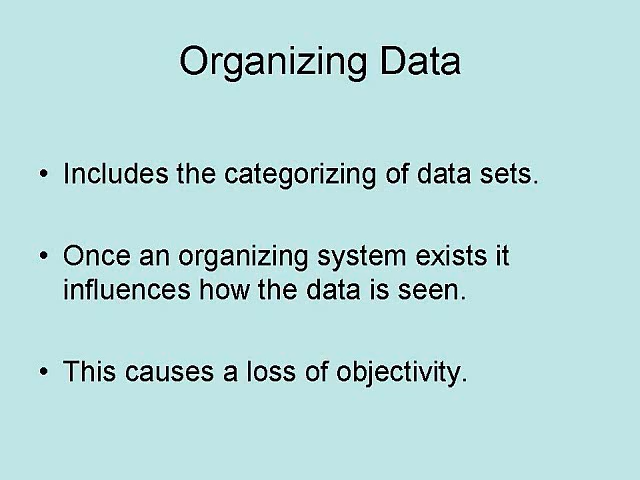 Organizing Data
• Includes the categorizing of data sets.
• Once an organizing system exists it
influences how the data is seen.
• This causes a loss of objectivity.